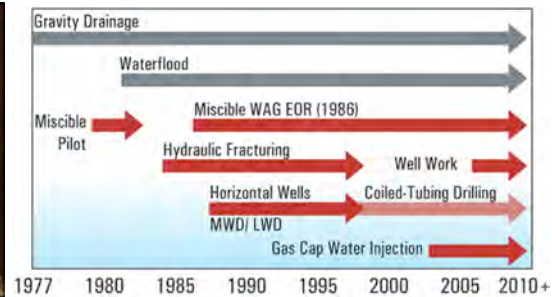 Gravity Drainage
Waterflood
Miscible WAG EOR (1986)
Miscible
Pilot
Hydraulic Fracturing
Well Work
Horizontal Wells
Coiled-Tubing Drilling
MWD/ LWD
Gas Cap Water Injection
1977 1980 1985 1990 1995 2000 2005 2010+